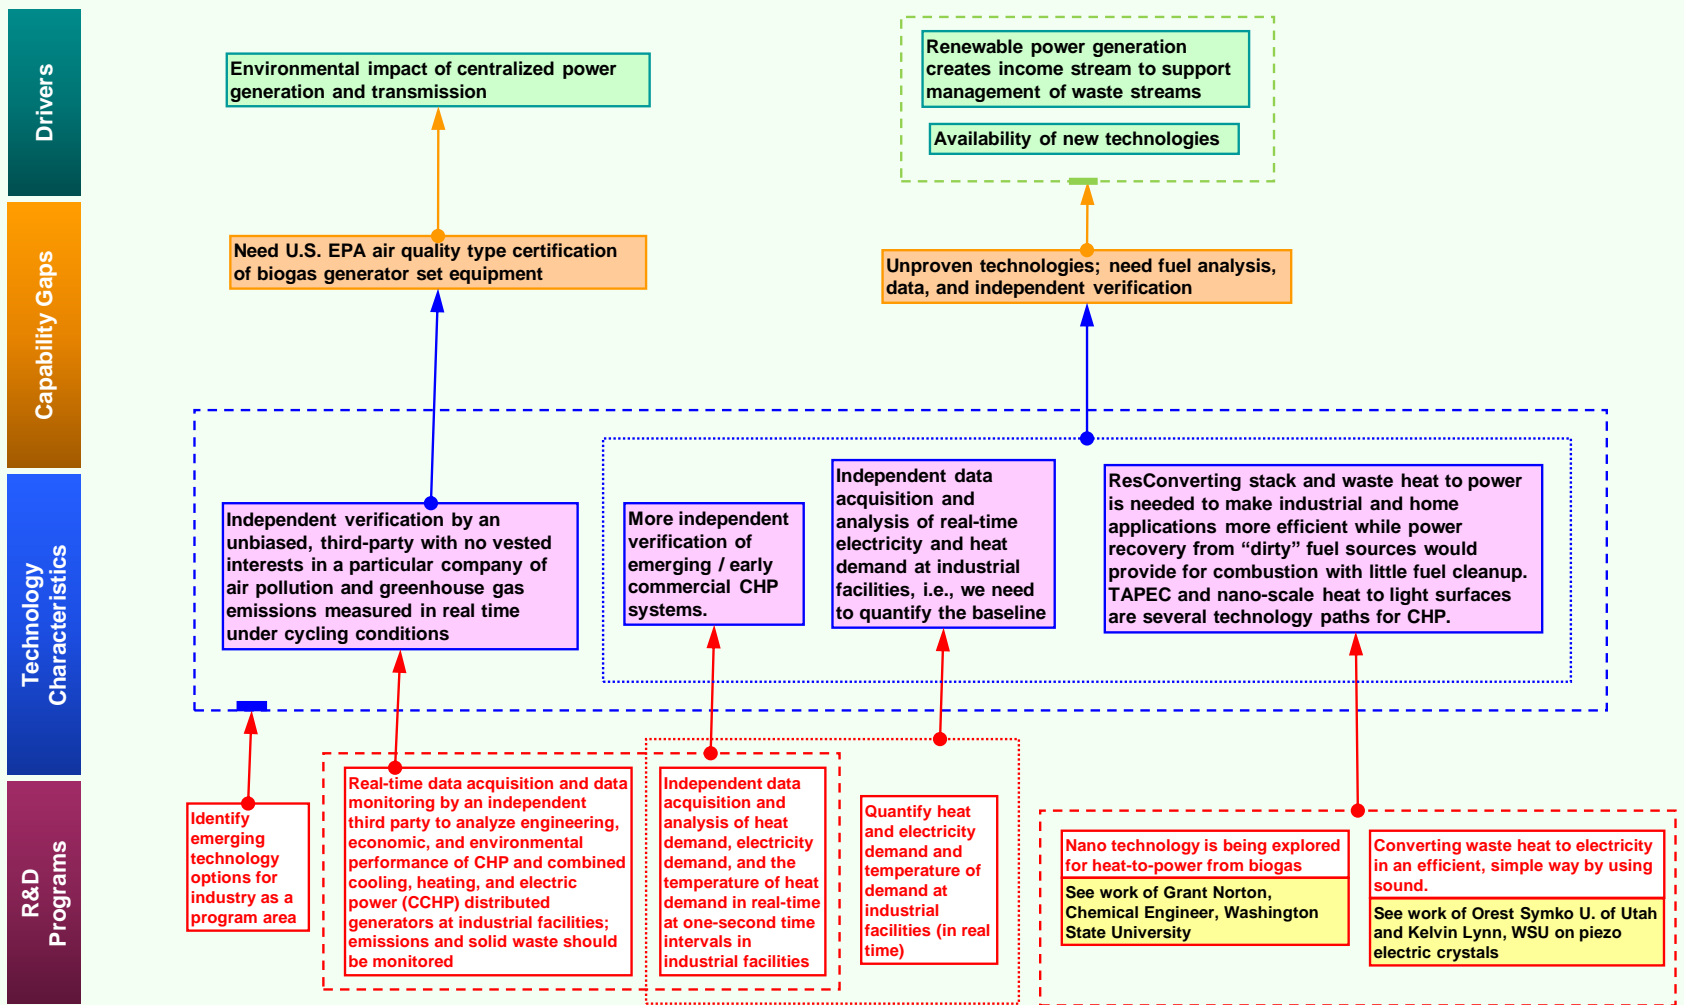 Drivers
Environmental impact of centralized power
generation and transmission
Renewable power generation
creates income stream to support
management of waste streams
Availability of new technologies
Capability Gaps
Need U.S. EPA air quality type certification
of biogas generator set equipment
Unproven technologies; need fuel analysis,
data, and independent verification
Technology
Characteristics
Independent verification by an
unbiased, third-party with no vested
interests in a particular company of
air pollution and greenhouse gas
emissions measured in real time
under cycling conditions
More independent
verification of
emerging / early
commercial CHP
systems.
Independent data
acquisition and
analysis of real-time
electricity and heat
demand at industrial
facilities, i.e., we need
to quantify the baseline
ResConverting stack and waste heat to power
is needed to make industrial and home
applications more efficient while power
recovery from “dirty” fuel sources would
provide for combustion with little fuel cleanup.
TAPEC and nano-scale heat to light surfaces
are several technology paths for CHP.
R&D
Programs
Identify
emerging
technology
options for
industry as a
program area
Real-time data acquisition and data
monitoring by an independent
third party to analyze engineering,
economic, and environmental
performance of CHP and combined
cooling, heating, and electric
power (CCHP) distributed
generators at industrial facilities;
emissions and solid waste should
be monitored
Independent data
acquisition and
analysis of heat
demand, electricity
demand, and the
temperature of heat
demand in real-time
at one-second time
intervals in
industrial facilities
Quantify heat
and electricity
demand and
temperature of
demand at
industrial
facilities (in real
time)
Nano technology is being explored
for heat-to-power from biogas
See work of Grant Norton,
Chemical Engineer, Washington
State University
Converting waste heat to electricity
in an efficient, simple way by using
sound.
See work of Orest Symko U. of Utah
and Kelvin Lynn, WSU on piezo
electric crystals